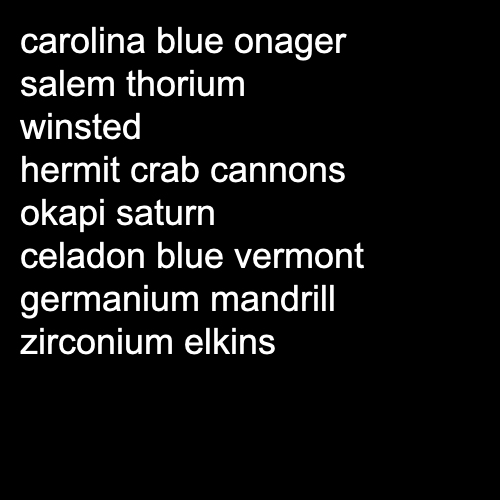 carolina blue onager
salem thorium
winsted
hermit crab cannons
okapi saturn
celadon blue vermont
germanium mandrill
zirconium elkins